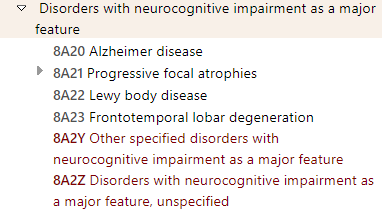 Disorders with neurocognitive impairment as a major
feature
8A20 Alzheimer disease
8A21 Progressive focal atrophies
8A22 Lewy body disease
8A23 Frontotemporal lobar degeneration
8A2Y Other specified disorders with
neurocognitive impairment as a major feature
8A2Z Disorders with neurocognitive impairment as
a major feature, unspecified